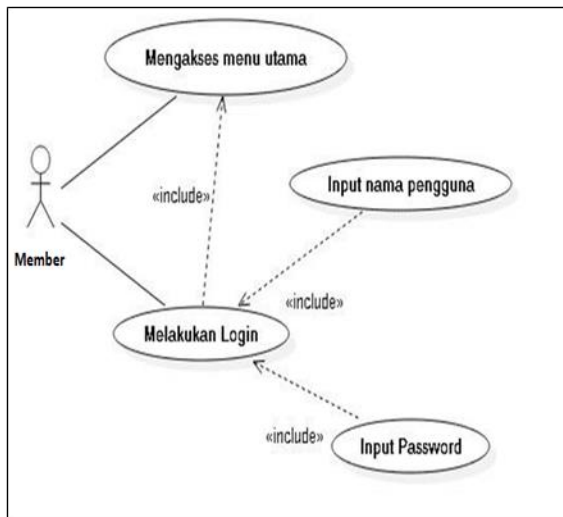 Mengakses menu utama
«include»
Input nama pengguna
Member
«include»
Melakukan Login
«include»
Input Password